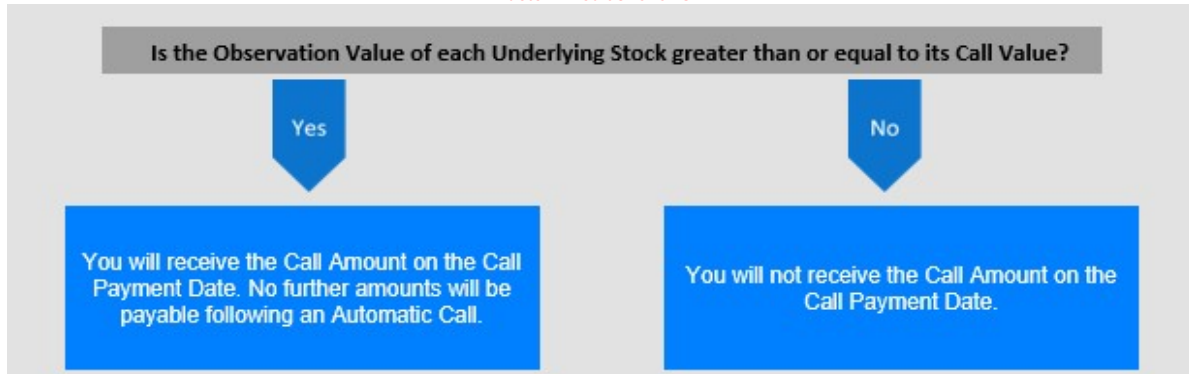 Is the Observation Value of each Underlying Stock greater than or equal to its Call Value?
Yes
No
You will receive the Call Amount on the Call
Payment Date. No further amounts will be
payable following an Automatic Call.
You will not receive the Call Amount on the
Call Payment Date.